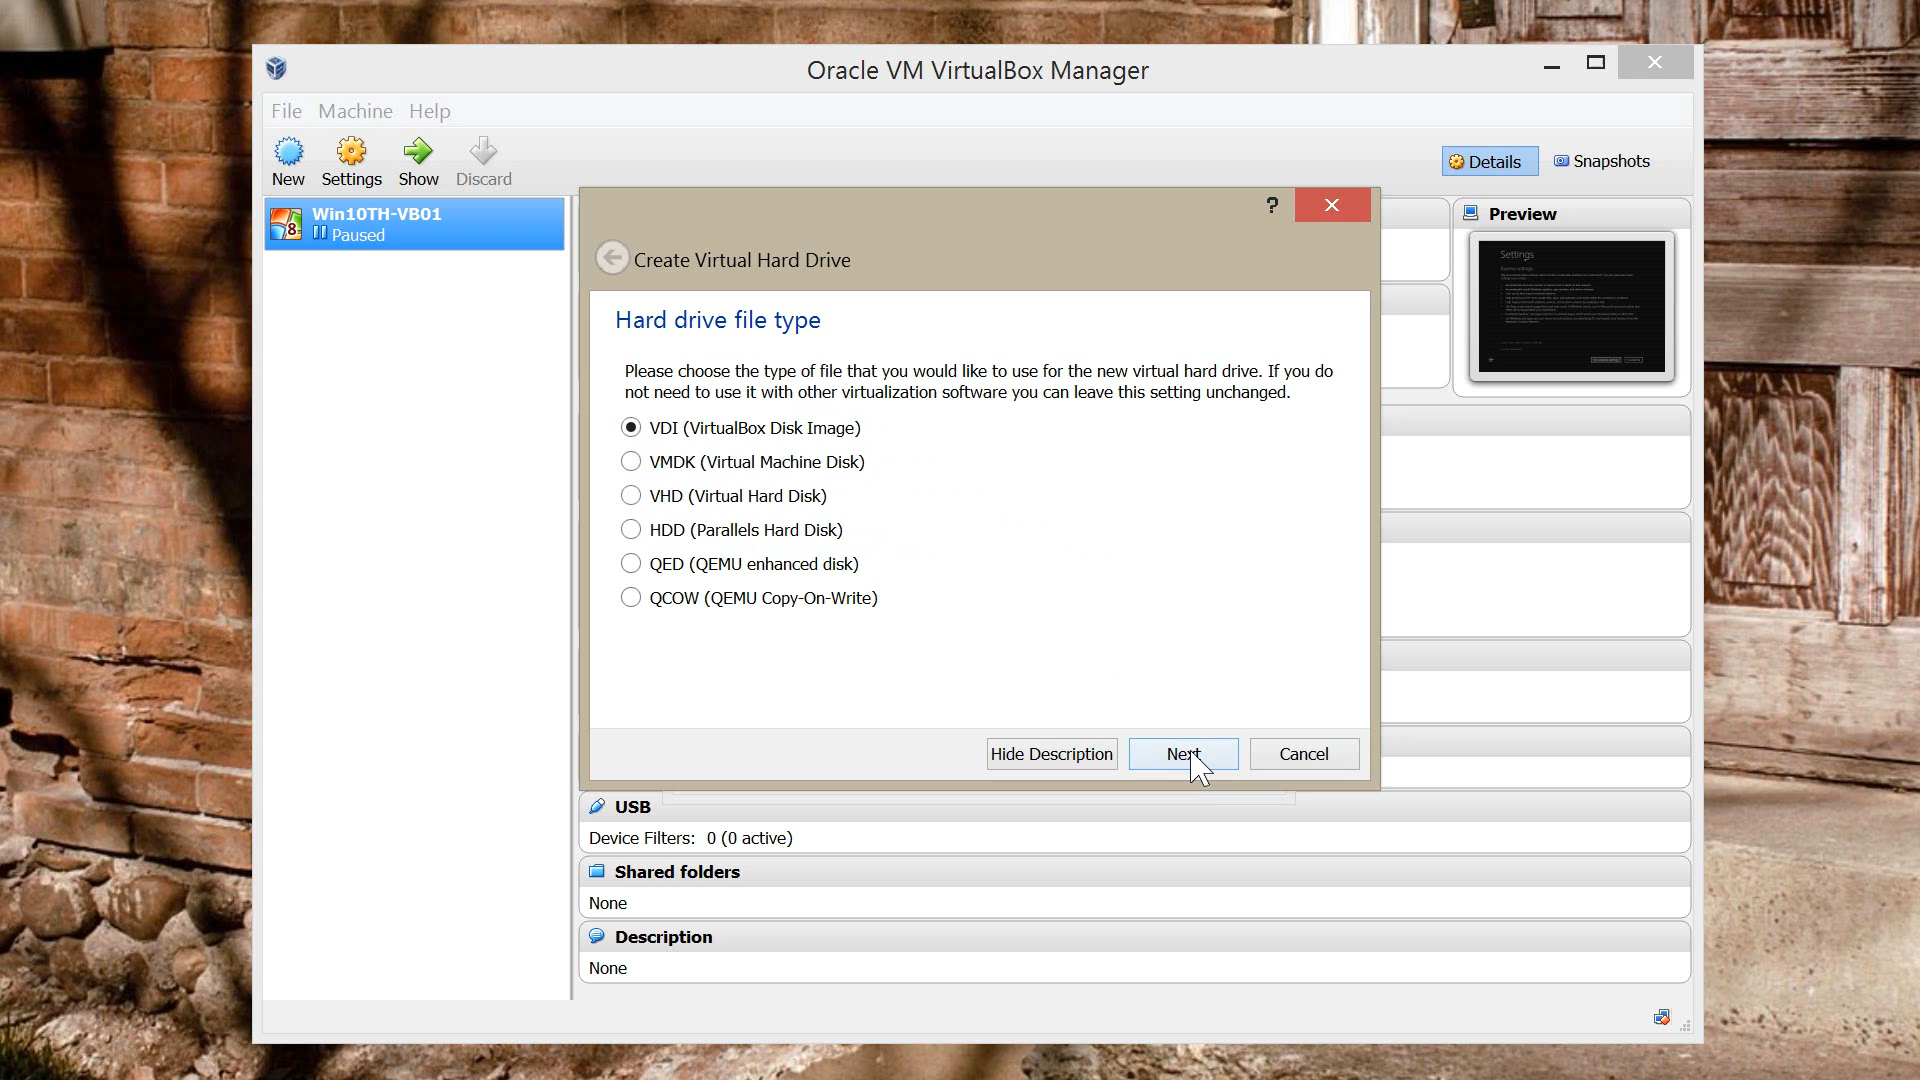 Oracle VM VirtualBox Manager
File Machine Help
New Settings Show Discard
Details Snapshots
Win10TH-VB01
Paused
Preview
Settings
?
Create Virtual Hard Drive
Hard drive file type
Please choose the type of file that you would like to use for the new virtual hard drive. If you do
not need to use it with other virtualization software you can leave this setting unchanged.
VDI (VirtualBox Disk Image)
VMDK (Virtual Machine Disk)
VHD (Virtual Hard Disk)
HDD (Parallels Hard Disk)
QED (QEMU enhanced disk)
QCOW (QEMU Copy-On-Write)
Hide Description Next Cancel
USB
Device Filters: 0 (0 active)
Shared folders
None
Description
None